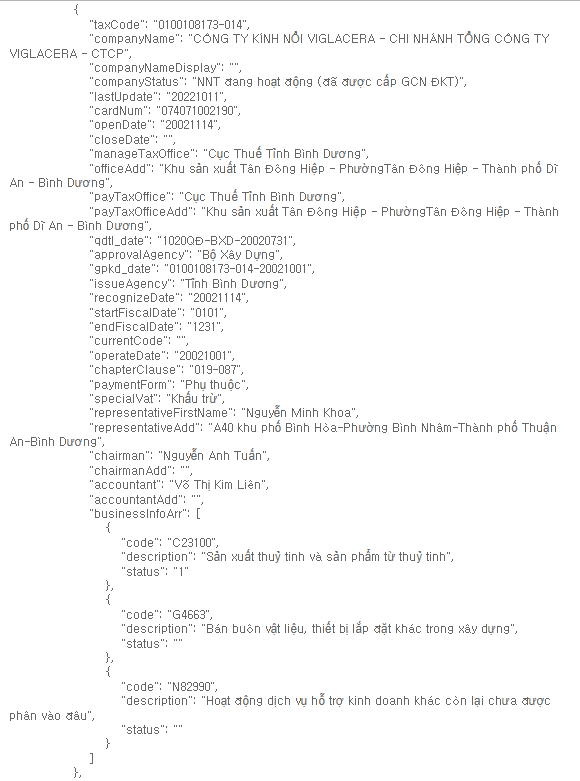 {
"taxCode": "0100108173-014",
"companyName": "CÔNG TY KÍNH NỔI VIGLACERA - CHI NHÁNH TỔNG CÔNG TY
VIGLACERA - CTCP",
"companyNameDisplay": "",
"companyStatus": "NNT đang hoạt động (đã được cấp GCN ĐKT)",
"lastUpdate": "20221011",
"cardNum": "074071002190",
"openDate": "20021114",
"closeDate": "",
"manageTaxOffice": "Cục Thuế Tỉnh Bình Dương",
"officeAdd": "Khu sản xuất Tân Đông Hiệp - PhườngTân Đông Hiệp - Thành phố Dĩ
An - Bình Dương",
"payTaxOffice": "Cục Thuế Tỉnh Bình Dương",
"payTaxOfficeAdd": "Khu sản xuất Tân Đông Hiệp - PhườngTân Đông Hiệp - Thành
phố Dĩ An - Bình Dương",
"qdtl_date": "1020QĐ-BXD-20020731",
"approvalAgency": "Bộ Xây Dựng",
"gpkd_date": "0100108173-014-20021001",
"issueAgency": "Tỉnh Bình Dương",
"recognizeDate": "20021114",
"startFiscalDate": "0101",
"endFiscalDate": "1231",
"currentCode": "",
"operateDate": "20021001",
"chapterClause": "019-087",
"paymentForm": "Phụ thuộc",
"specialVat": "Khấu trừ",
"representativeFirstName": "Nguyễn Minh Khoa",
"representativeAdd": "A40 khu phố Bình Hòa-Phường Bình Nhâm-Thành phố Thuận
An-Bình Dương",
"chairman": "Nguyễn Anh Tuấn",
"chairmanAdd": "",
"accountant": "Võ Thị Kim Liên",
"accountantAdd": "",
"businessInfoArr": [
{
"code": "C23100",
"description": "Sản xuất thuỷ tinh và sản phẩm từ thuỷ tinh",
"status": "1"
},
{
"code": "G4663",
"description": "Bán buôn vật liệu, thiết bị lắp đặt khác trong xây dựng",
"status": ""
},
{
"code": "N82990",
"description": "Hoạt động dịch vụ hỗ trợ kinh doanh khác còn lại chưa được
phân vào đâu",
"status": ""
}
]
},